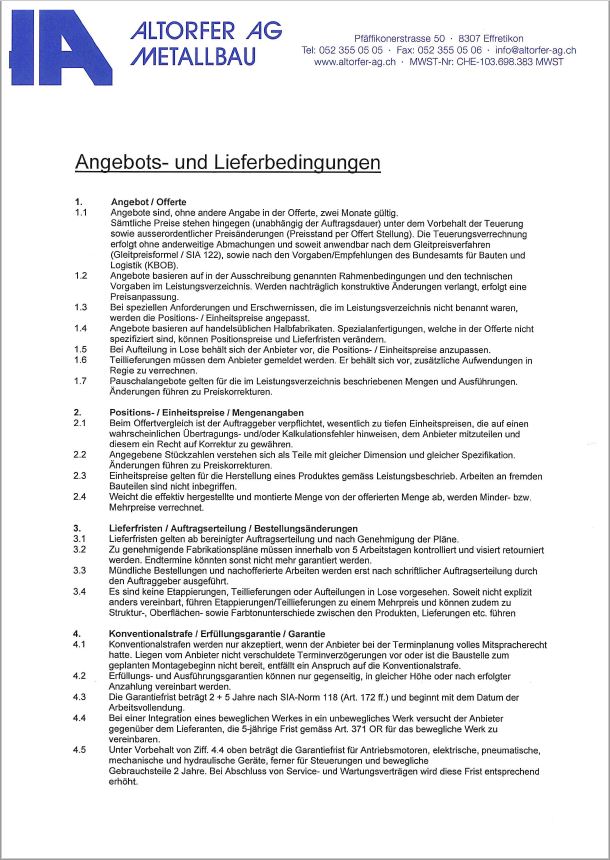 ALTORFER AG
METALLBAU
Pfäffikonerstrasse 50 · 8307 Effretikon
Tel: 052 355 05 05 · Fax: 052 355 05 06 · info@altorfer-ag.ch
www.altorfer-ag.ch · MWST-Nr: CHE-103.698.383 MWST
Angebots- und Lieferbedingungen
1. Angebot / Offerte
1.1 Angebote sind, ohne andere Angabe in der Offerte, zwei Monate gültig.
Sämtliche Preise stehen hingegen (unabhängig der Auftragsdauer) unter dem Vorbehalt der Teuerung
sowie ausserordentlicher Preisänderungen (Preisstand per Offert Stellung). Die Teuerungsverrechnung
erfolgt ohne anderweitige Abmachungen und soweit anwendbar nach dem Gleitpreisverfahren
(Gleitpreisformel / SIA 122), sowie nach den Vorgaben/Empfehlungen des Bundesamts für Bauten und
Logistik (KBOB).
1.2 Angebote basieren auf in der Ausschreibung genannten Rahmenbedingungen und den technischen
Vorgaben im Leistungsverzeichnis. Werden nachträglich konstruktive Änderungen verlangt, erfolgt eine
Preisanpassung.
1.3 Bei speziellen Anforderungen und Erschwernissen, die im Leistungsverzeichnis nicht benannt waren,
werden die Positions- / Einheitspreise angepasst.
1.4 Angebote basieren auf handelsüblichen Halbfabrikaten. Spezialanfertigungen, welche in der Offerte nicht
spezifiziert sind, können Positionspreise und Lieferfristen verändern.
1.5 Bei Aufteilung in Lose behält sich der Anbieter vor, die Positions- / Einheitspreise anzupassen.
1.6 Teillieferungen müssen dem Anbieter gemeldet werden. Er behält sich vor, zusätzliche Aufwendungen in
Regie zu verrechnen.
1.7 Pauschalangebote gelten für die im Leistungsverzeichnis beschriebenen Mengen und Ausführungen.
Änderungen führen zu Preiskorrekturen.
2. Positions- / Einheitspreise / Mengenangaben
2.1 Beim Offertvergleich ist der Auftraggeber verpflichtet, wesentlich zu tiefen Einheitspreisen, die auf einen
wahrscheinlichen Übertragungs- und/oder Kalkulationsfehler hinweisen, dem Anbieter mitzuteilen und
diesem ein Recht auf Korrektur zu gewähren.
2.2 Angegebene Stückzahlen verstehen sich als Teile mit gleicher Dimension und gleicher Spezifikation.
Änderungen führen zu Preiskorrekturen.
2.3 Einheitspreise gelten für die Herstellung eines Produktes gemäss Leistungsbeschrieb. Arbeiten an fremden
Bauteilen sind nicht inbegriffen.
2.4 Weicht die effektiv hergestellte und montierte Menge von der offerierten Menge ab, werden Minder- bzw.
Mehrpreise verrechnet.
3. Lieferfristen / Auftragserteilung / Bestellungsänderungen
3.1 Lieferfristen gelten ab bereinigter Auftragserteilung und nach Genehmigung der Pläne.
3.2 Zu genehmigende Fabrikationspläne müssen innerhalb von 5 Arbeitstagen kontrolliert und visiert retourniert
werden. Endtermine könnten sonst nicht mehr garantiert werden.
3.3 Mündliche Bestellungen und nachofferierte Arbeiten werden erst nach schriftlicher Auftragserteilung durch
den Auftraggeber ausgeführt.
3.4 Es sind keine Etappierungen, Teillieferungen oder Aufteilungen in Lose vorgesehen. Soweit nicht explizit
anders vereinbart, führen Etappierungen/Teillieferungen zu einem Mehrpreis und können zudem zu
Struktur-, Oberflächen- sowie Farbtonunterschiede zwischen den Produkten, Lieferungen etc. führen
4. Konventionalstrafe / Erfüllungsgarantie / Garantie
4.1 Konventionalstrafen werden nur akzeptiert, wenn der Anbieter bei der Terminplanung volles Mitspracherecht
hatte. Liegen vom Anbieter nicht verschuldete Terminverzögerungen vor oder ist die Baustelle zum
geplanten Montagebeginn nicht bereit, entfällt ein Anspruch auf die Konventionalstrafe.
4.2 Erfüllungs- und Ausführungsgarantien können nur gegenseitig, in gleicher Höhe oder nach erfolgter
Anzahlung vereinbart werden.
4.3 Die Garantiefrist beträgt 2 + 5 Jahre nach SIA-Norm 118 (Art. 172 ff.) und beginnt mit dem Datum der
Arbeitsvollendung.
4.4 Bei einer Integration eines beweglichen Werkes in ein unbewegliches Werk versucht der Anbieter
gegenüber dem Lieferanten, die 5-jährige Frist gemäss Art. 371 OR für das bewegliche Werk zu
vereinbaren.
4.5 Unter Vorbehalt von Ziff. 4.4 oben beträgt die Garantiefrist für Antriebsmotoren, elektrische, pneumatische,
mechanische und hydraulische Geräte, ferner für Steuerungen und bewegliche
Gebrauchsteile 2 Jahre. Bei Abschluss von Service- und Wartungsverträgen wird diese Frist entsprechend
erhöht.